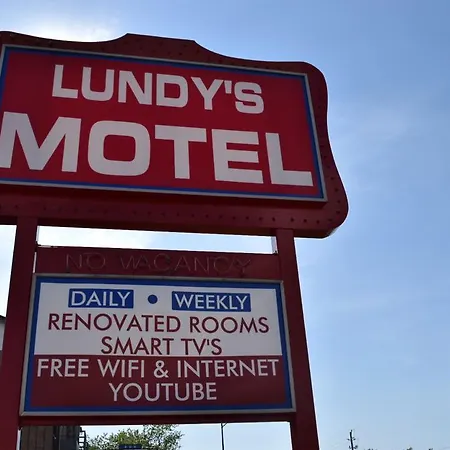 LUNDY'S
MOTEL
NO VACANCY
DAILY • WEEKLY
RENOVATED ROOMS
SMART TV'S
FREE WIFI & INTERNET
YOUTUBE